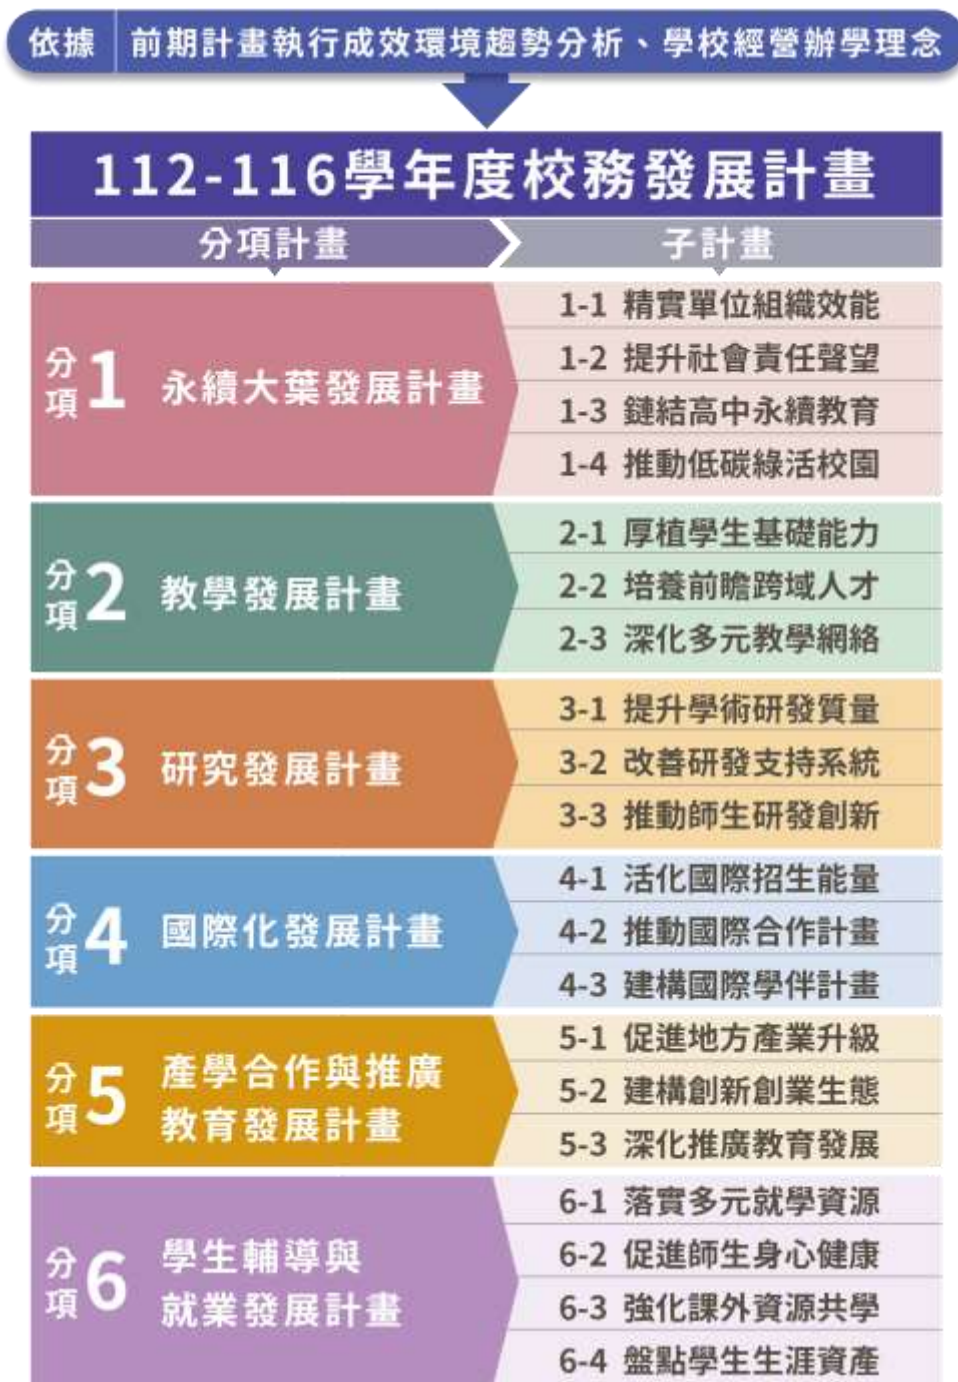 依據 前期計畫執行成效環境趨勢分析、學校經營辦學理念
112-116學年度校務發展計畫
分項計畫 子計畫
分項1 永續大葉發展計畫
1-1 精實單位組織效能
1-2 提升社會責任聲望
1-3 鏈結高中永續教育
1-4 推動低碳綠活校園
分項2 教學發展計畫
2-1 厚植學生基礎能力
2-2 培養前瞻跨域人才
2-3 深化多元教學網絡
分項3 研究發展計畫
3-1 提升學術研發質量
3-2 改善研發支持系統
3-3 推動師生研發創新
分項4 國際化發展計畫
4-1 活化國際招生能量
4-2 推動國際合作計畫
4-3 建構國際學伴計畫
分項5 產學合作與推廣
教育發展計畫
5-1 促進地方產業升級
5-2 建構創新創業生態
5-3 深化推廣教育發展
分項6 學生輔導與
就業發展計畫
6-1 落實多元就學資源
6-2 促進師生身心健康
6-3 強化課外資源共學
6-4 盤點學生生涯資產